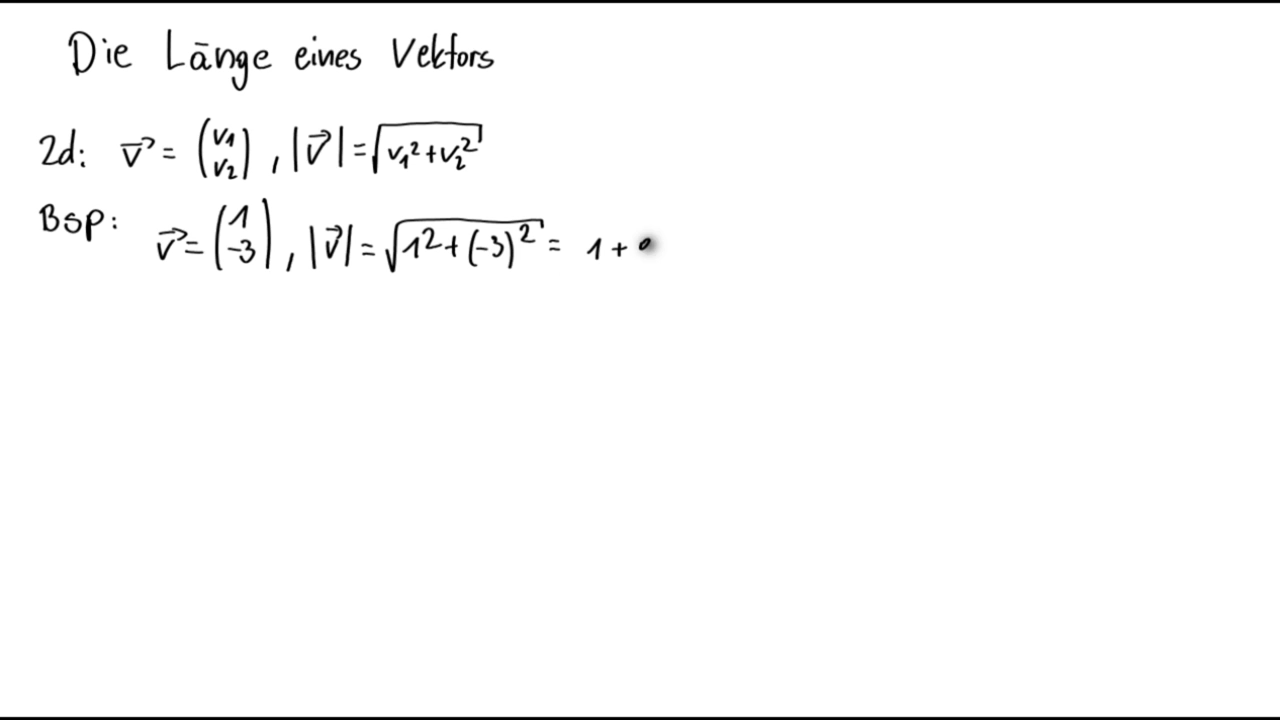 Die Länge eines Vektors
2d: v⃗ = (v₁ v₂), |v⃗| = √(v₁² + v₂²)
Bsp: v⃗ = (1 -3), |v⃗| = √(1² + (-3)²) = 1 +